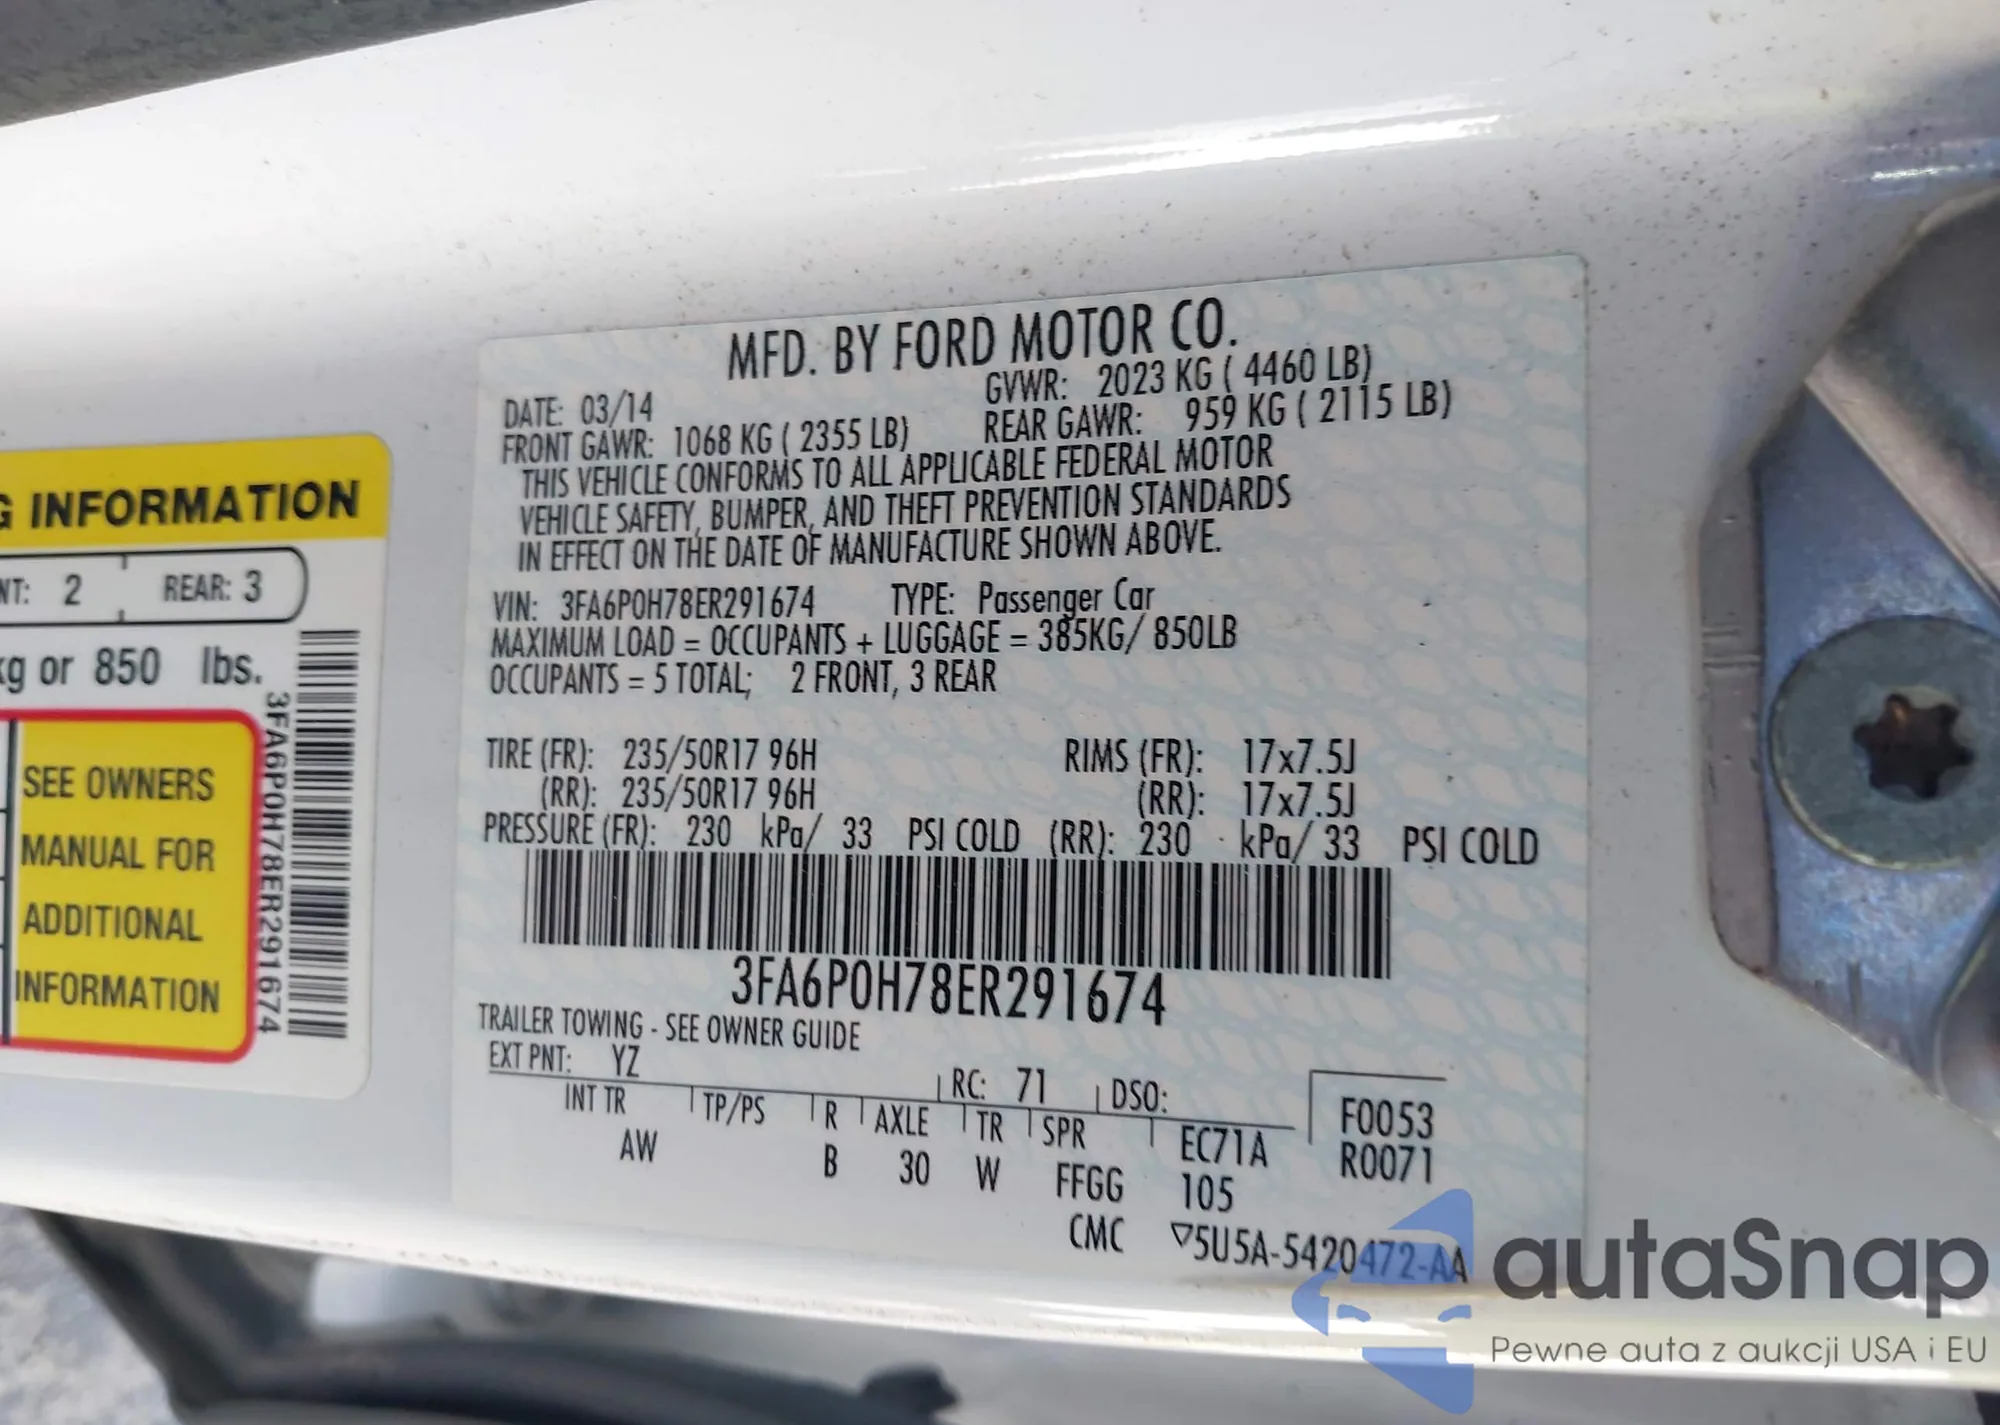 G INFORMATION
NT: 2 REAR: 3
kg or 850 lbs.
SEE OWNERS
MANUAL FOR
ADDITIONAL
INFORMATION
3FA6P0H78ER291674
MFD. BY FORD MOTOR CO.
DATE: 03/14 GVWR: 2023 KG ( 4460 LB)
FRONT GAWR: 1068 KG ( 2355 LB) REAR GAWR: 959 KG ( 2115 LB)
THIS VEHICLE CONFORMS TO ALL APPLICABLE FEDERAL MOTOR
VEHICLE SAFETY, BUMPER, AND THEFT PREVENTION STANDARDS
IN EFFECT ON THE DATE OF MANUFACTURE SHOWN ABOVE.
VIN: 3FA6P0H78ER291674 TYPE: Passenger Car
MAXIMUM LOAD = OCCUPANTS + LUGGAGE = 385KG/ 850LB
OCCUPANTS = 5 TOTAL; 2 FRONT, 3 REAR
TIRE (FR): 235/50R17 96H RIMS (FR): 17x7.5J
(RR): 235/50R17 96H (RR): 17x7.5J
PRESSURE (FR): 230 kPa/ 33 PSI COLD (RR): 230 kPa/ 33 PSI COLD
3FA6P0H78ER291674
TRAILER TOWING - SEE OWNER GUIDE
EXT PNT: YZ RC: 71 DSO: F0053
INT TR TP/PS R AXLE TR SPR EC71A R0071
AW B 30 W FFGG 105
CMC ▽5U5A-5420472-AA
autaSnap
Pewne auta z aukcji USA i EU